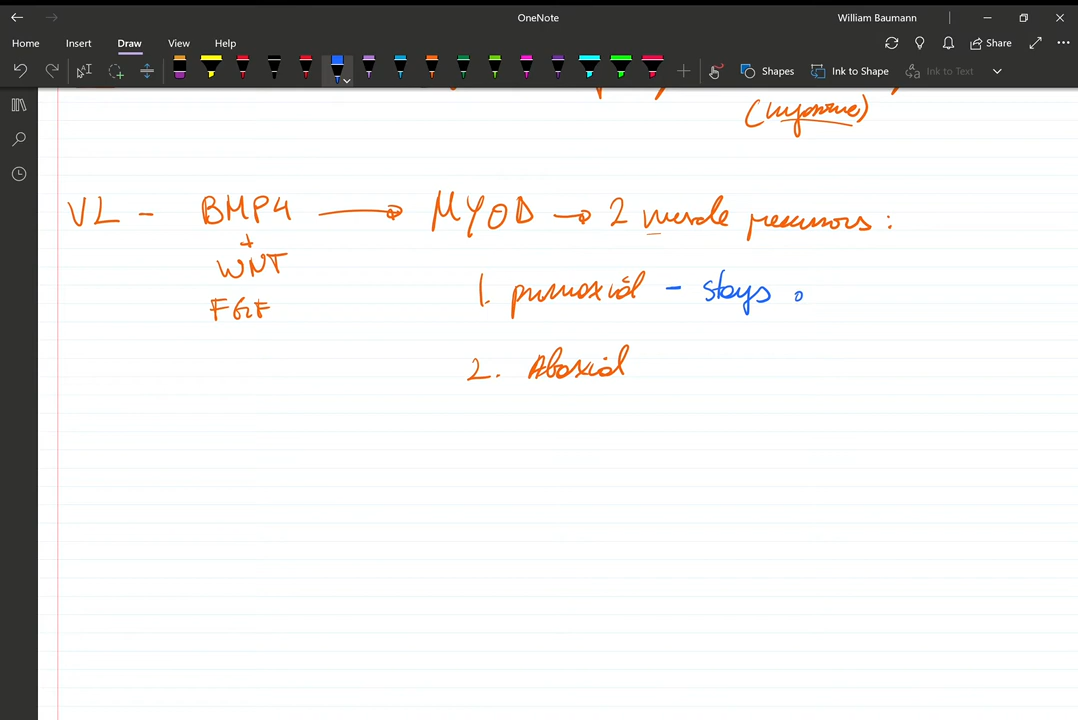 OneNote
William Baumann
Home Insert Draw View Help
Share
Shapes
Ink to Shape
Ink to Text
(myotome)
VL - BMP4 → MYOD → 2 muscle precursors:
+
WNT
FGF
1. primaxial - stays o
2. Abaxial